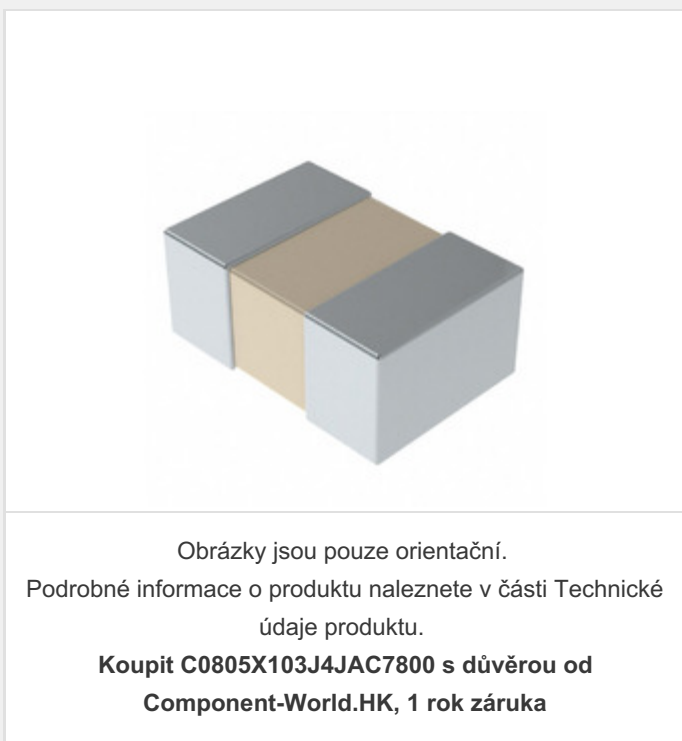 Obrázky jsou pouze orientační.
Podrobné informace o produktu naleznete v části Technické
údaje produktu.
Koupit C0805X103J4JAC7800 s důvěrou od
Component-World.HK, 1 rok záruka